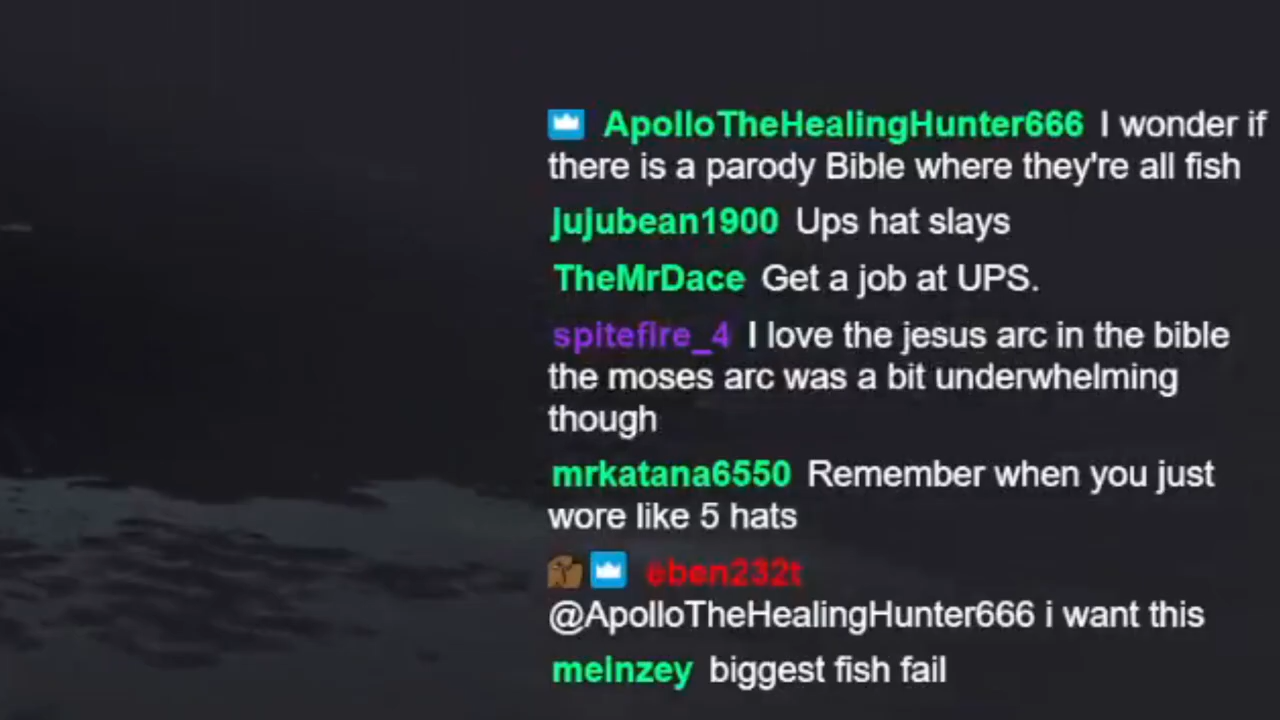 ApolloTheHealingHunter666 I wonder if
there is a parody Bible where they're all fish
jujubean1900 Ups hat slays
TheMrDace Get a job at UPS.
spitefire_4 I love the jesus arc in the bible
the moses arc was a bit underwhelming
though
mrkatana6550 Remember when you just
wore like 5 hats
eben232t
@ApolloTheHealingHunter666 i want this
meinzey biggest fish fail